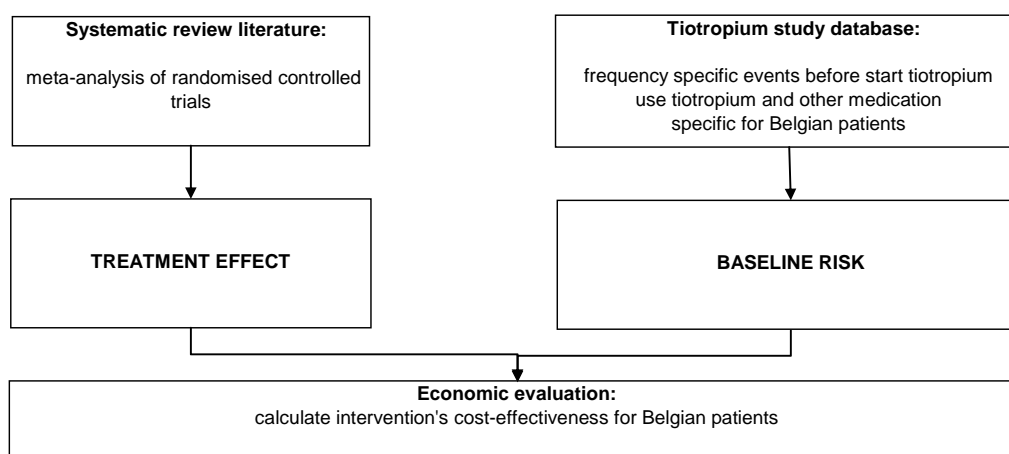 Systematic review literature:
meta-analysis of randomised controlled
trials
Tiotropium study database:
frequency specific events before start tiotropium
use tiotropium and other medication
specific for Belgian patients
TREATMENT EFFECT
BASELINE RISK
Economic evaluation:
calculate intervention's cost-effectiveness for Belgian patients